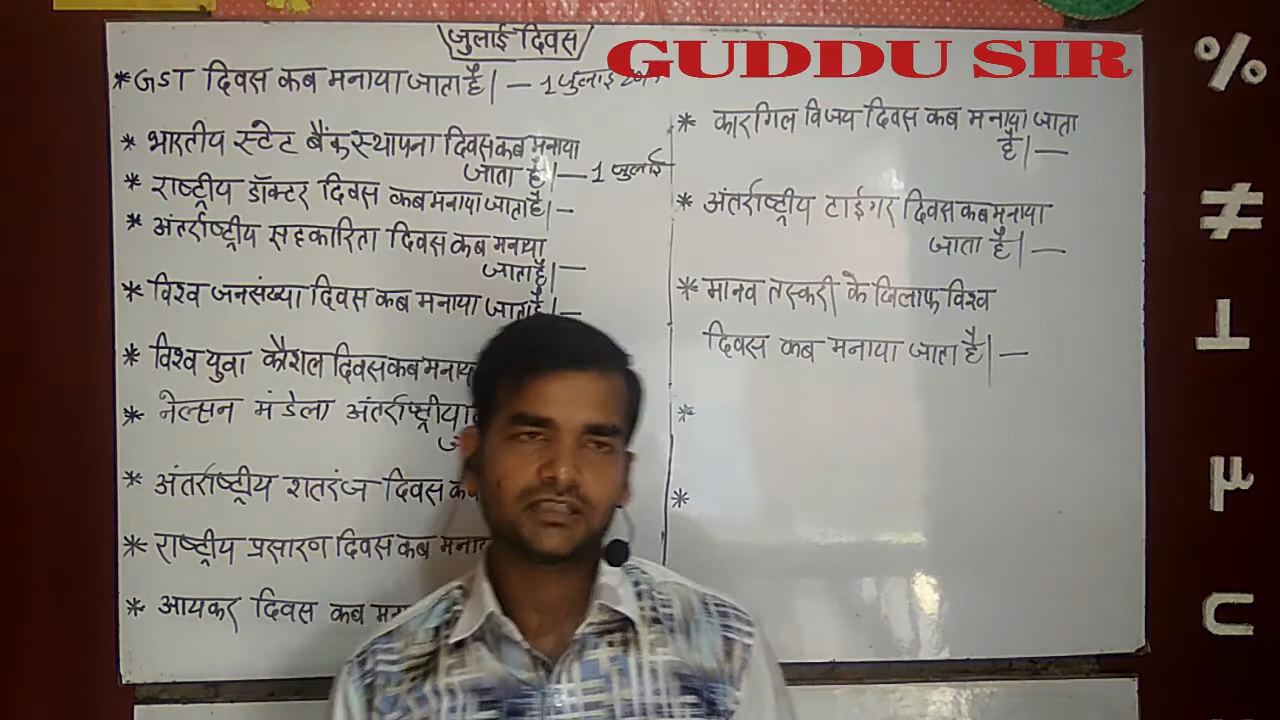 जुलाई दिवस
GUDDU SIR
* GST दिवस कब मनाया जाता है। — 1 जुलाई
* भारतीय स्टेट बैंक स्थापना दिवस कब मनाया
जाता है। — 1 जुलाई
* राष्ट्रीय डॉक्टर दिवस कब मनाया जाता है। —
* अंतर्राष्ट्रीय सहकारिता दिवस कब मनाया
जाता है। —
* विश्व जनसंख्या दिवस कब मनाया जाता है। —
* विश्व युवा कौशल दिवस कब मनाया
* नेल्सन मंडेला अंतर्राष्ट्रीय
* अंतर्राष्ट्रीय शतरंज दिवस
* राष्ट्रीय प्रसारण दिवस कब
* आयकर दिवस कब
* कारगिल विजय दिवस कब मनाया जाता
है। —
* अंतर्राष्ट्रीय टाईगर दिवस कब मनाया
जाता है। —
* मानव तस्करी के खिलाफ विश्व
दिवस कब मनाया जाता है। —
*
*
%
≠
⊥
μ
⊂